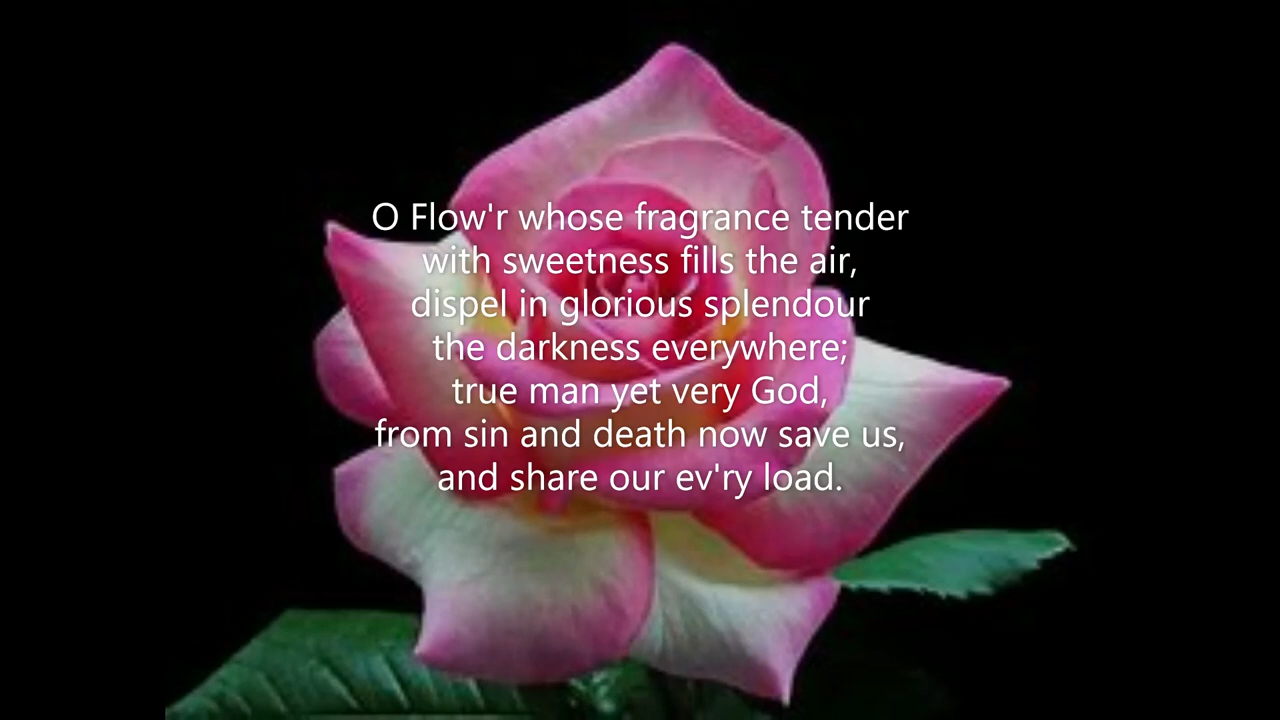 O Flow'r whose fragrance tender
with sweetness fills the air,
dispel in glorious splendour
the darkness everywhere;
true man yet very God,
from sin and death now save us,
and share our ev'ry load.